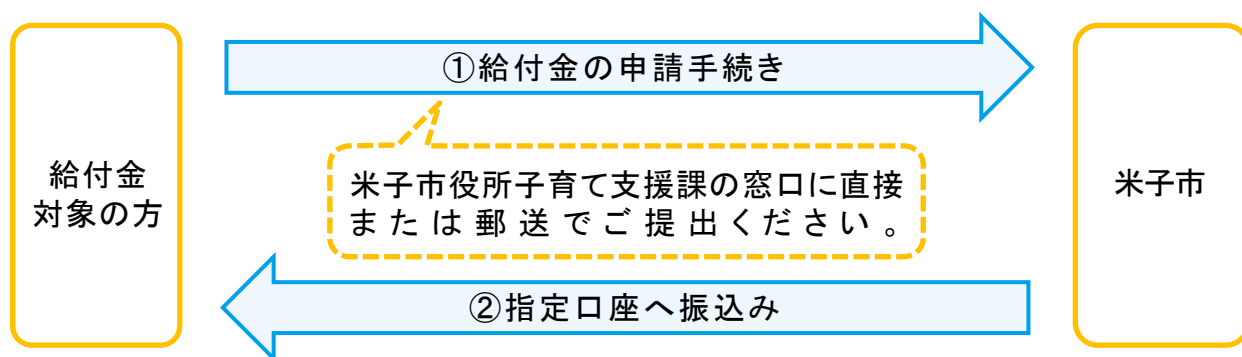 給付金
対象の方
①給付金の申請手続き
米子市役所子育て支援課の窓口に直接
または郵送でご提出ください。
②指定口座へ振込み
米子市